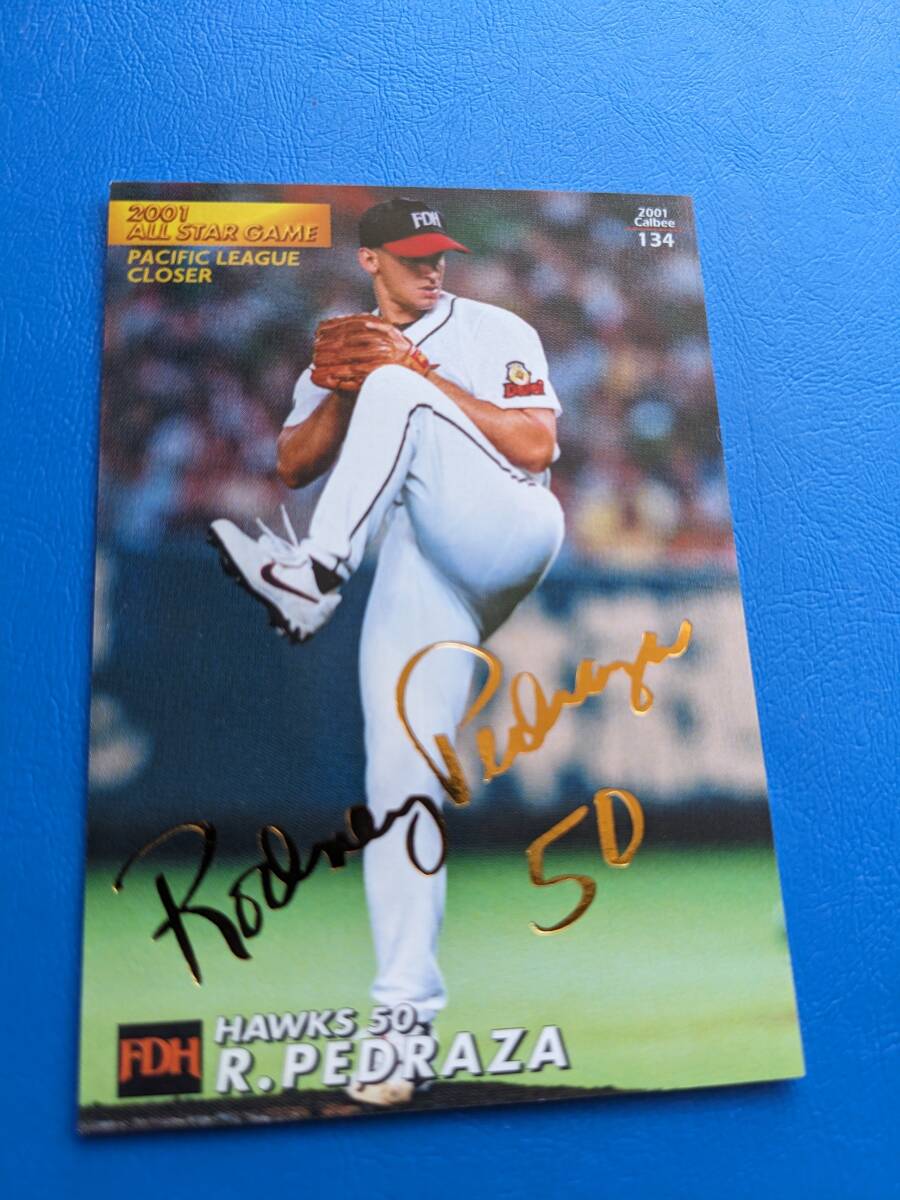 2001
ALL STAR GAME
PACIFIC LEAGUE
CLOSER
2001
Calbee
134
FDH
Daiei
Rodney Pedraza
50
FDH
HAWKS 50.
R.PEDRAZA